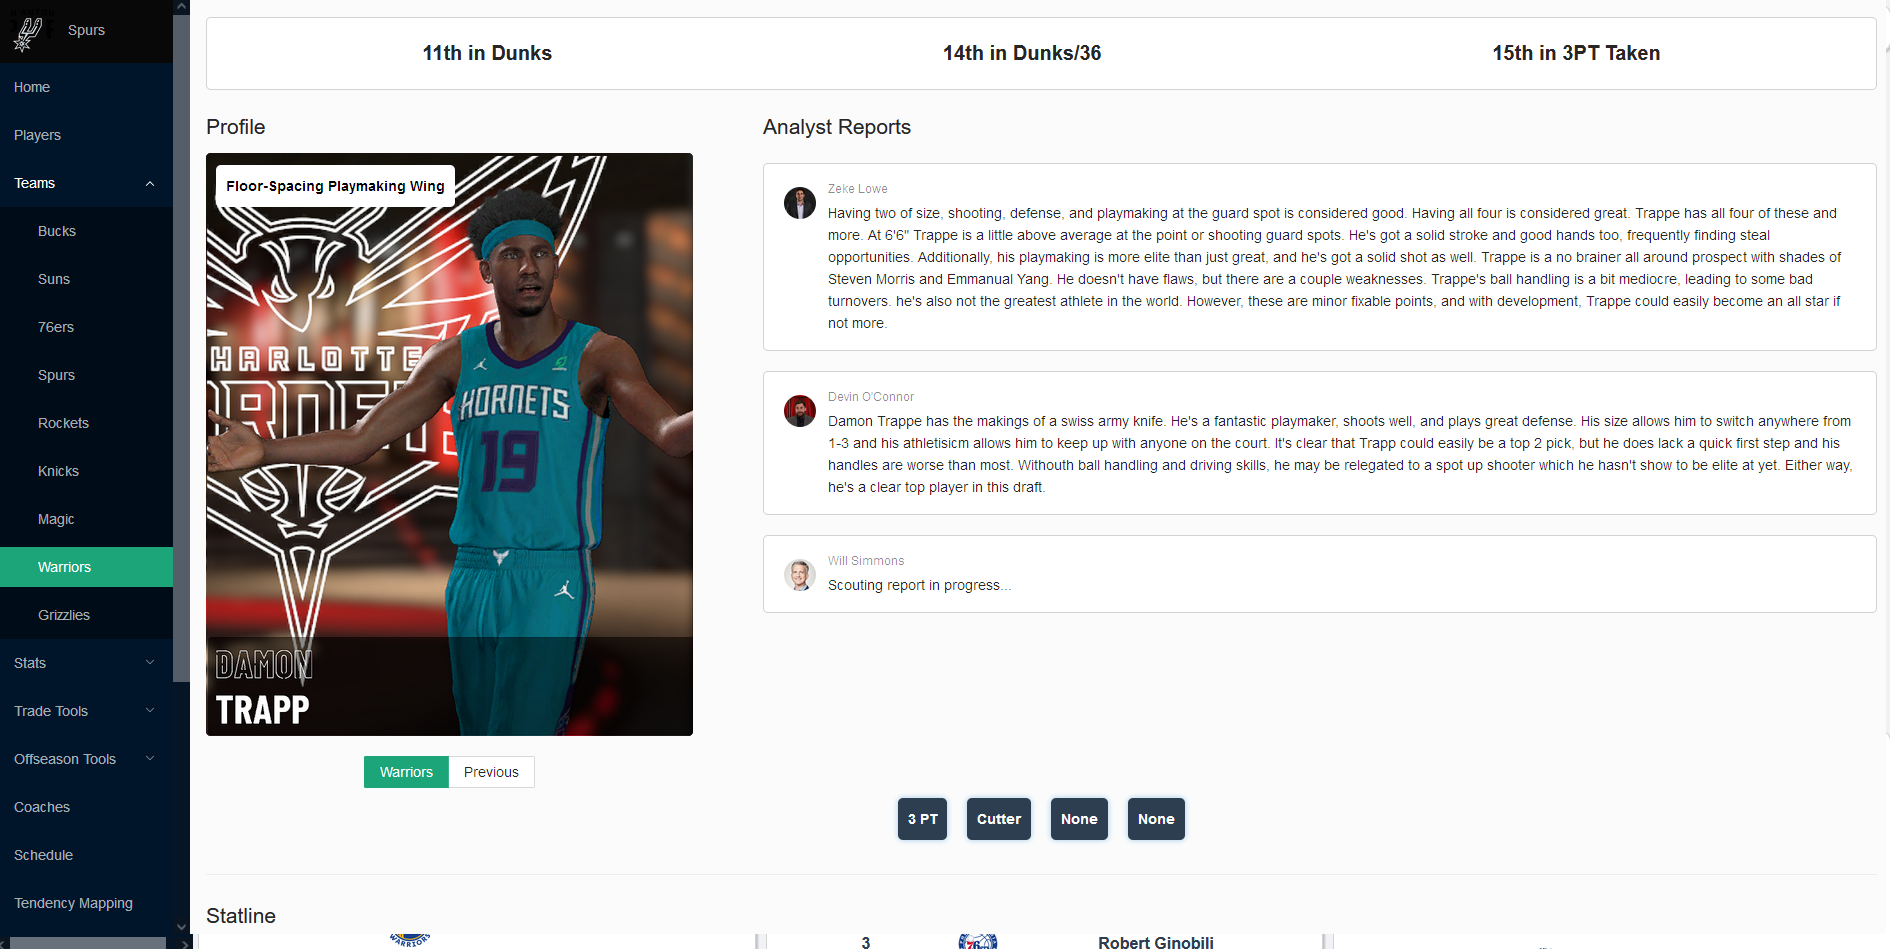 Spurs
Home
Players
Teams
Bucks
Suns
76ers
Spurs
Rockets
Knicks
Magic
Warriors
Grizzlies
Stats
Trade Tools
Offseason Tools
Coaches
Schedule
Tendency Mapping
11th in Dunks
14th in Dunks/36
15th in 3PT Taken
Profile
Floor-Spacing Playmaking Wing
HARLOTTE
HORNETS
19
DAMON
TRAPP
Warriors
Previous
Analyst Reports
Zeke Lowe
Having two of size, shooting, defense, and playmaking at the guard spot is considered good. Having all four is considered great. Trappe has all four of these and
more. At 6'6" Trappe is a little above average at the point or shooting guard spots. He's got a solid stroke and good hands too, frequently finding steal
opportunities. Additionally, his playmaking is more elite than just great, and he's got a solid shot as well. Trappe is a no brainer all around prospect with shades of
Steven Morris and Emmanual Yang. He doesn't have flaws, but there are a couple weaknesses. Trappe's ball handling is a bit mediocre, leading to some bad
turnovers. he's also not the greatest athlete in the world. However, these are minor fixable points, and with development, Trappe could easily become an all star if
not more.
Devin O'Connor
Damon Trappe has the makings of a swiss army knife. He's a fantastic playmaker, shoots well, and plays great defense. His size allows him to switch anywhere from
1-3 and his athletisicm allows him to keep up with anyone on the court. It's clear that Trapp could easily be a top 2 pick, but he does lack a quick first step and his
handles are worse than most. Withouth ball handling and driving skills, he may be relegated to a spot up shooter which he hasn't show to be elite at yet. Either way,
he's a clear top player in this draft.
Will Simmons
Scouting report in progress...
3 PT
Cutter
None
None
Statline
WARRIORS
3
76
Robert Ginobili